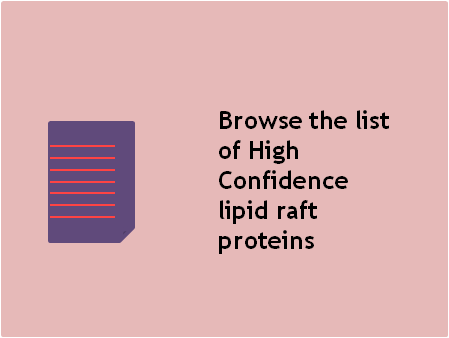 Browse the list
of High
Confidence
lipid raft
proteins